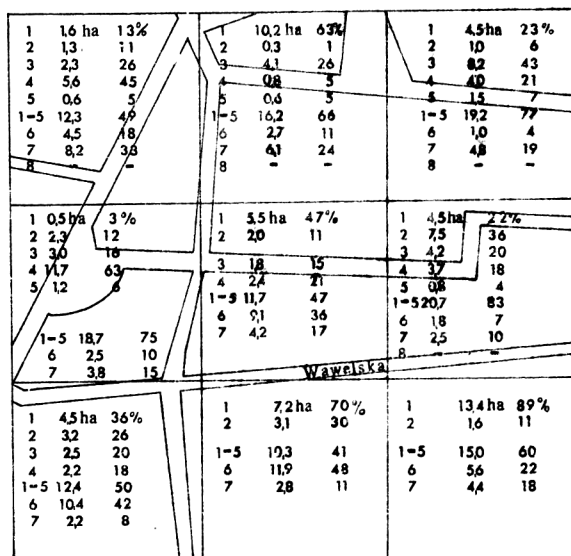 1 1,6 ha 13%
2 1,3 11
3 2,3 26
4 5,6 45
5 0,6 5
1-5 12,3 49
6 4,5 18
7 8,2 33
8 - -
1 10,2 ha 63%
2 0,3 1
3 4,1 26
4 0,8 5
5 0,6 5
1-5 16,2 66
6 2,7 11
7 6,1 24
8 - -
1 4,5 ha 23%
2 1,0 6
3 8,2 43
4 4,0 21
5 1,5 7
1-5 19,2 77
6 1,0 4
7 4,8 19
8 - -
1 0,5 ha 3%
2 2,3 12
3 3,0 16
4 11,7 63
5 1,2 6
1-5 18,7 75
6 2,5 10
7 3,8 15
1 5,5 ha 47%
2 2,0 11
3 1,8 15
4 2,4 21
1-5 11,7 47
6 9,1 36
7 4,2 17
1 4,5 ha 22%
2 7,5 36
3 4,2 20
4 3,7 18
5 0,8 4
1-5 20,7 83
6 1,8 7
7 2,5 10
8 - -
Wawelska
1 4,5 ha 36%
2 3,2 26
3 2,5 20
4 2,2 18
1-5 12,4 50
6 10,4 42
7 2,2 8
1 7,2 ha 70%
2 3,1 30
1-5 10,3 41
6 11,9 48
7 2,8 11
1 13,4 ha 89%
2 1,6 11
1-5 15,0 60
6 5,6 22
7 4,4 18